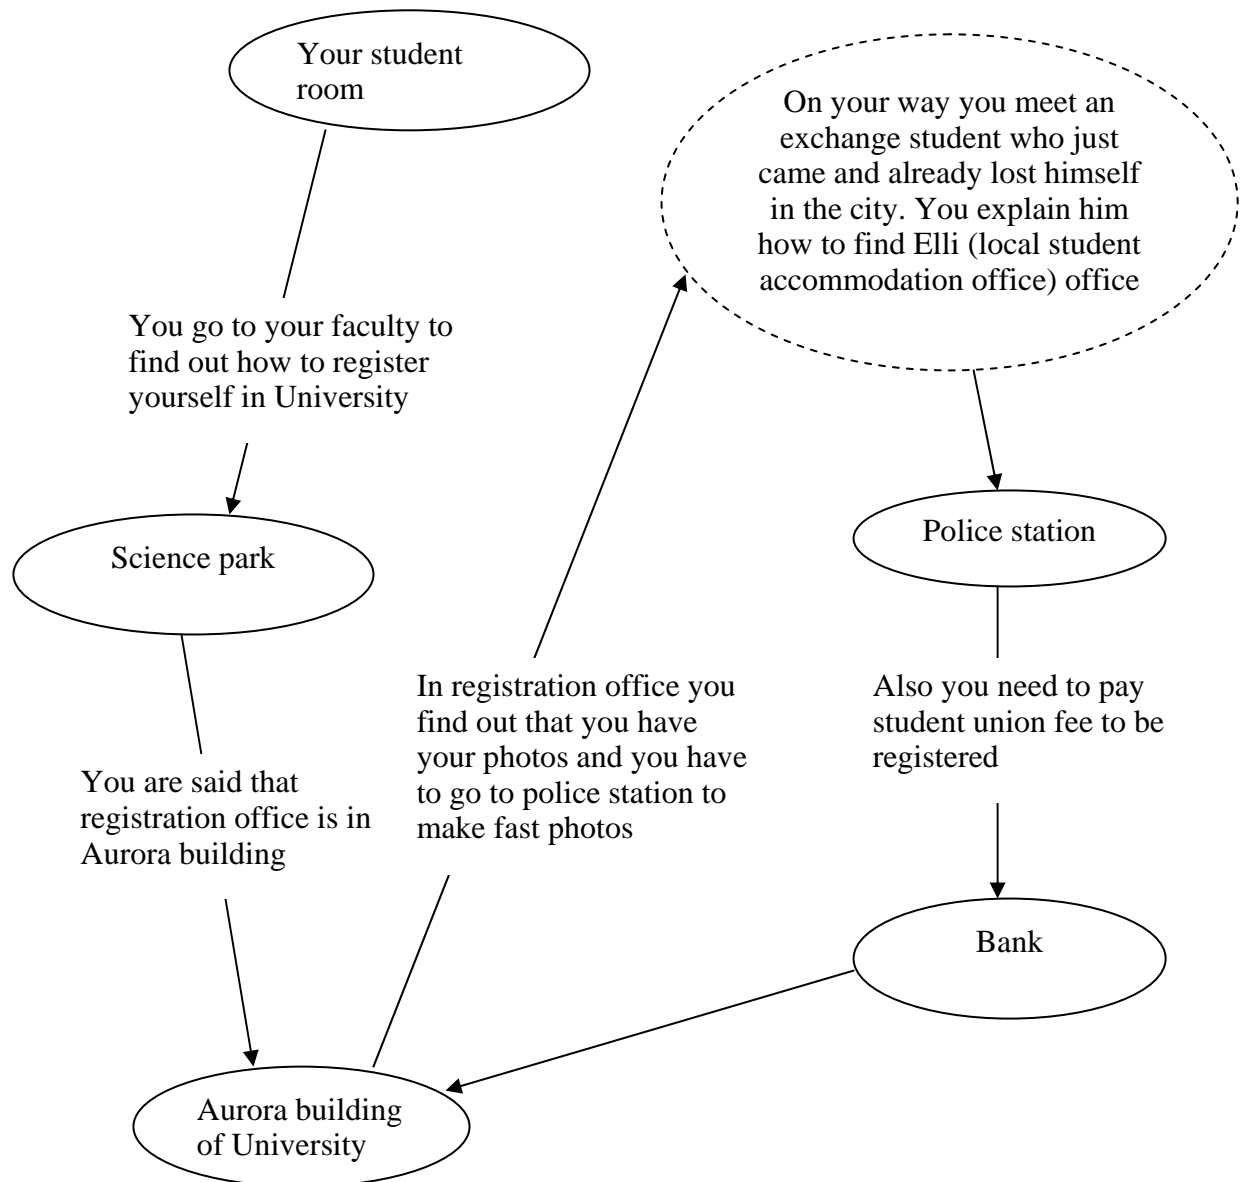 Your student
room
On your way you meet an
exchange student who just
came and already lost himself
in the city. You explain him
how to find Elli (local student
accommodation office) office
You go to your faculty to
find out how to register
yourself in University
Science park
Police station
In registration office you
find out that you have
your photos and you have
to go to police station to
make fast photos
Also you need to pay
student union fee to be
registered
You are said that
registration office is in
Aurora building
Bank
Aurora building
of University